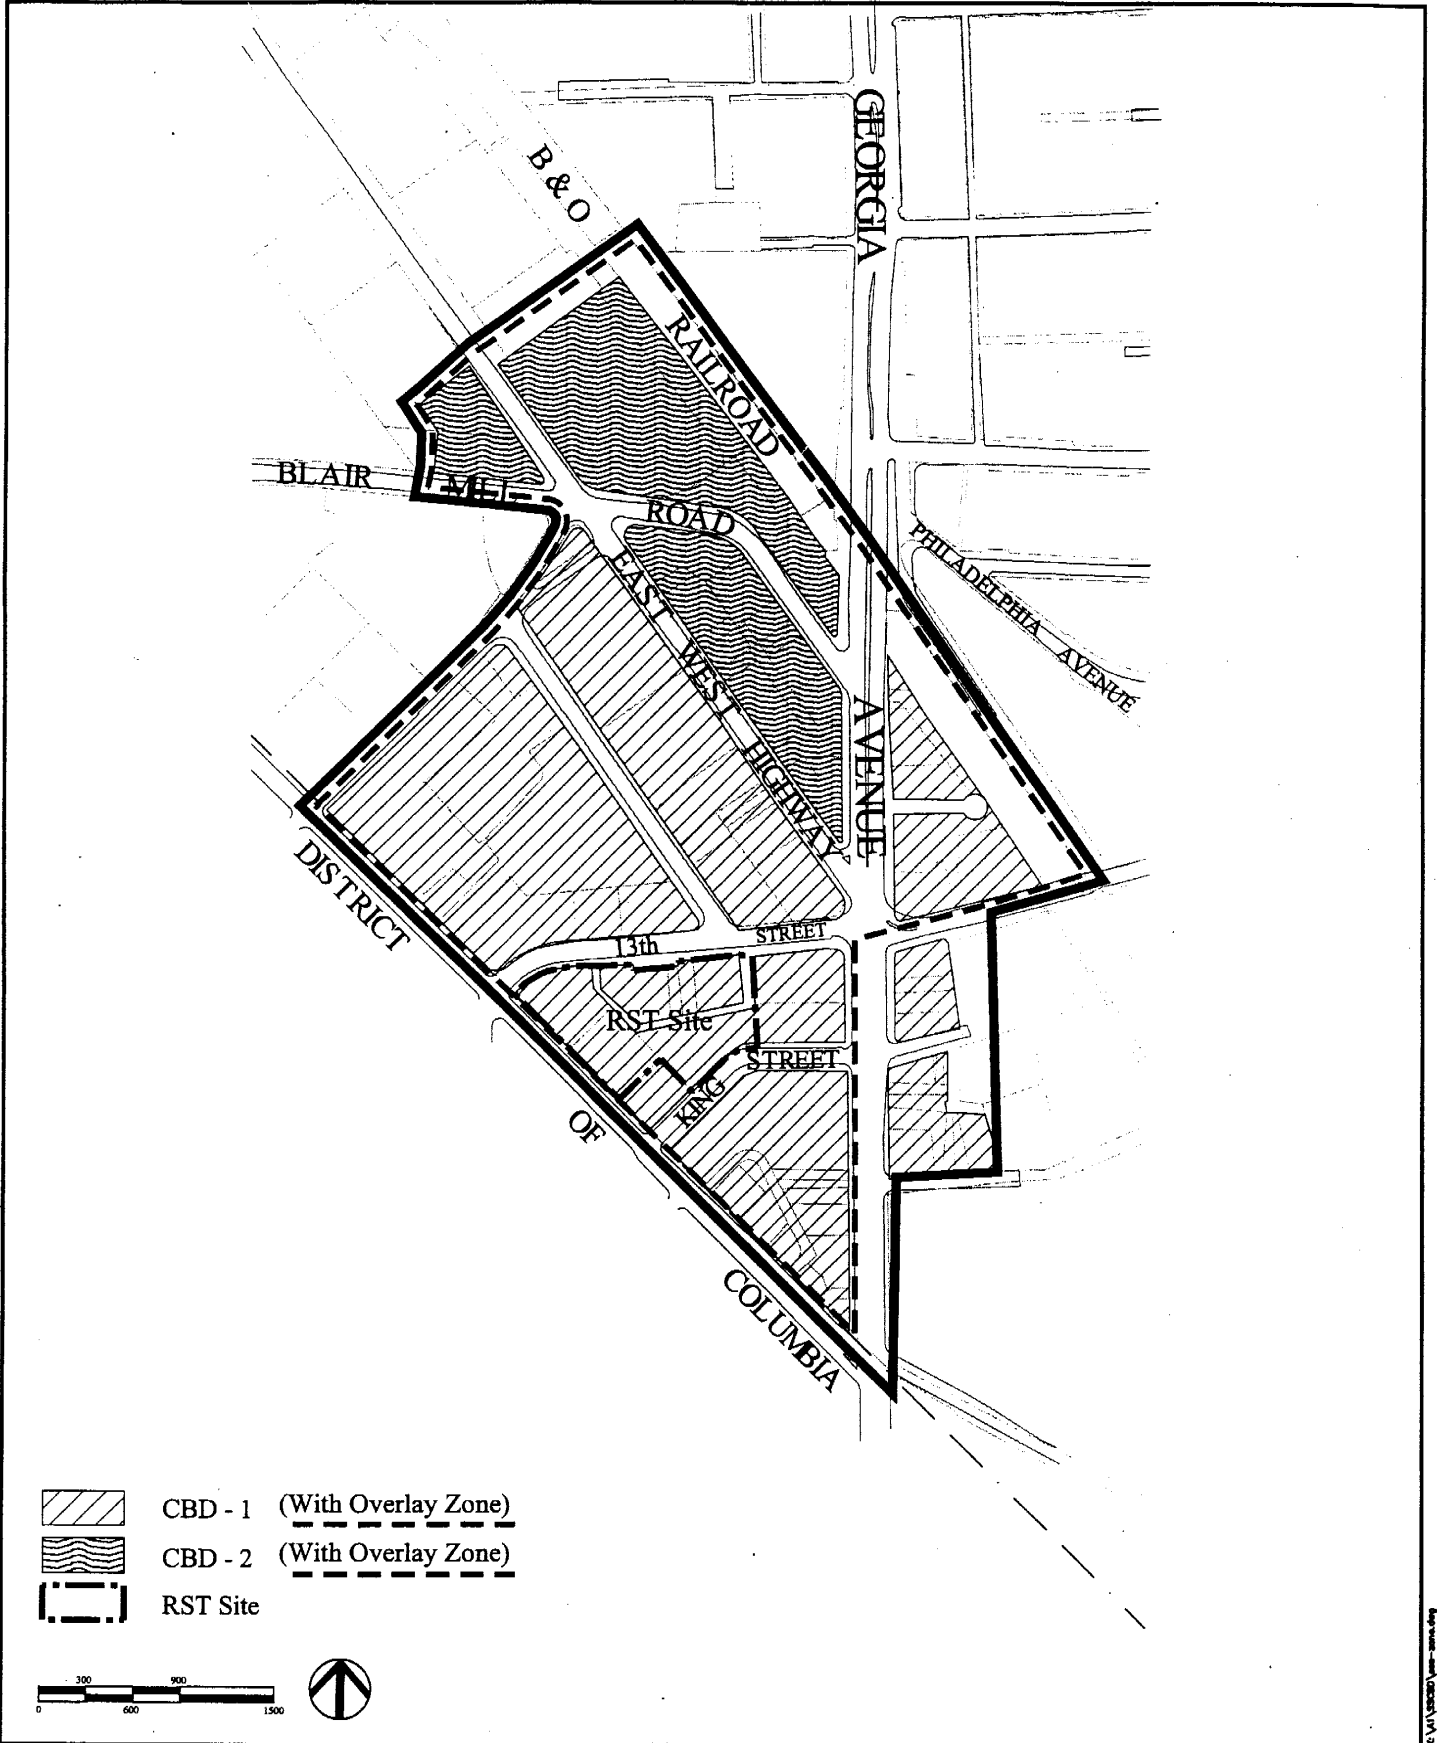 B & O
GEORGIA
RAILROAD
BLAIR
MILL
ROAD
PHILADELPHIA AVENUE
EAST WEST HIGHWAY
AVENUE
DISTRICT
13th
STREET
RST Site
STREET
KING
OF
COLUMBIA
CBD - 1 (With Overlay Zone)
CBD - 2 (With Overlay Zone)
RST Site
300 900
0 600 1500